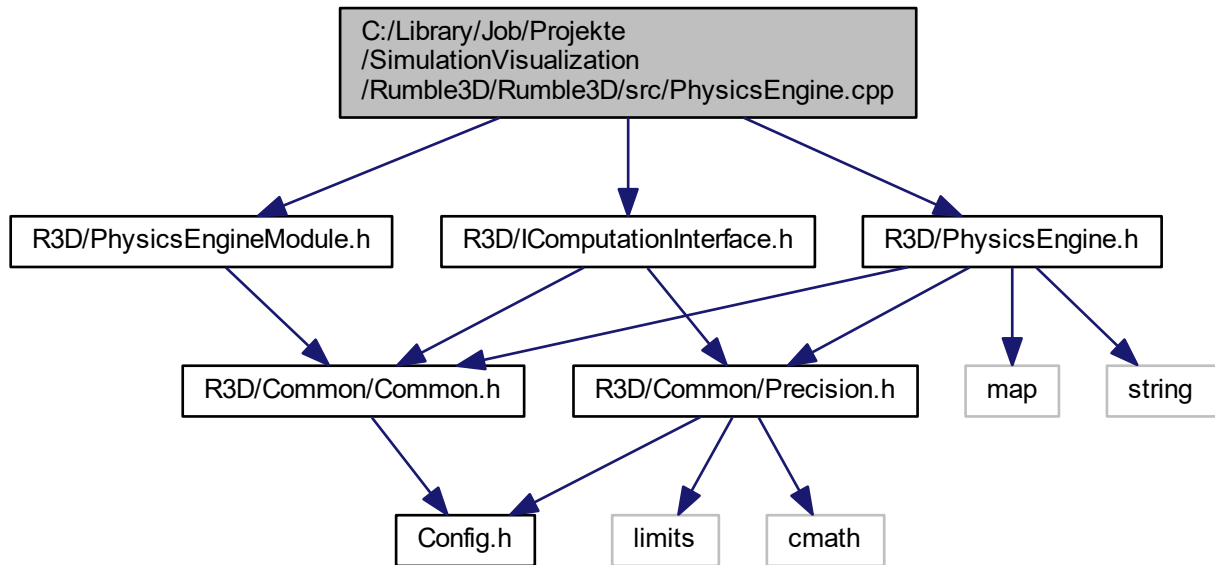 C:/Library/Job/Projekte
/SimulationVisualization
/Rumble3D/Rumble3D/src/PhysicsEngine.cpp
R3D/PhysicsEngineModule.h
R3D/IComputationInterface.h
R3D/PhysicsEngine.h
R3D/Common/Common.h
R3D/Common/Precision.h
map
string
Config.h
limits
cmath